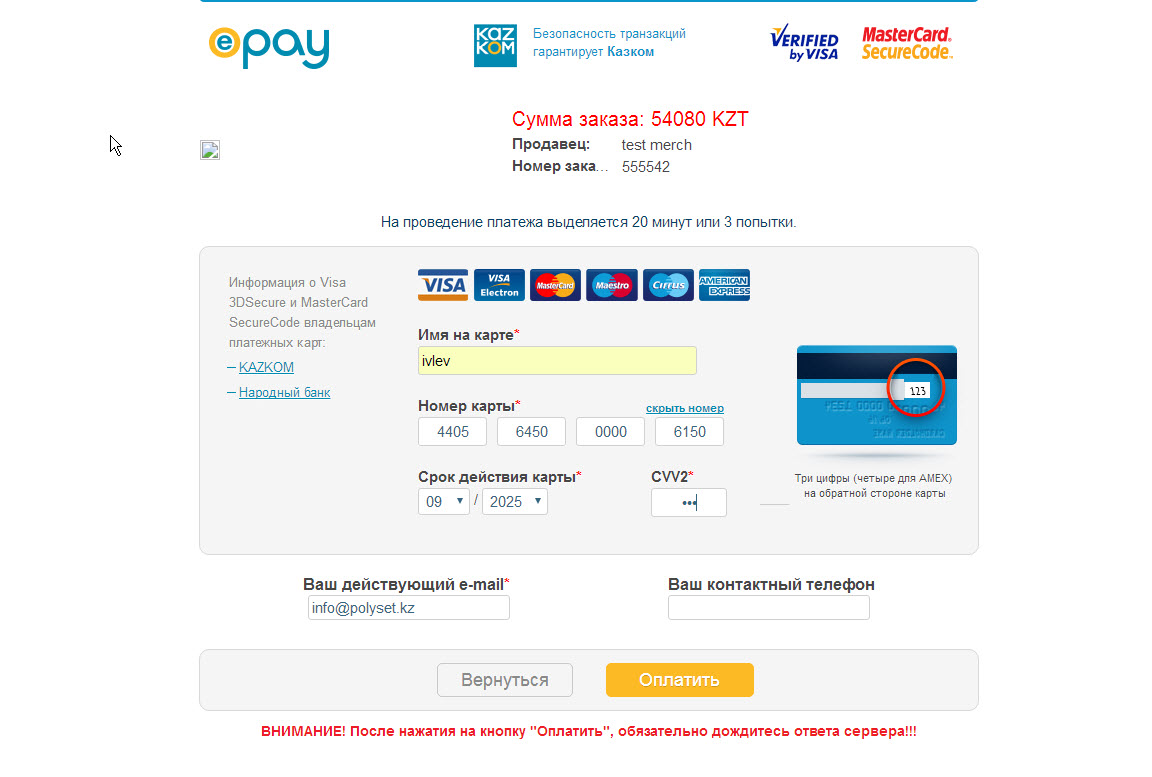 epay
KAZ
KOM
Безопасность транзакций
гарантирует Казком
VERIFIED
by VISA
MasterCard.
SecureCode.
Сумма заказа: 54080 KZT
Продавец: test merch
Номер зака... 555542
На проведение платежа выделяется 20 минут или 3 попытки.
Информация о Visa
3DSecure и MasterCard
SecureCode владельцам
платежных карт:
– KAZKOM
– Народный банк
VISA
VISA
Electron
MasterCard
Maestro
Cirrus
AMERICAN
EXPRESS
Имя на карте*
ivlev
Номер карты*
скрыть номер
4405 6450 0000 6150
Срок действия карты*
CVV2*
09 / 2025
•••
123
Три цифры (четыре для AMEX)
на обратной стороне карты
Ваш действующий e-mail*
Ваш контактный телефон
info@polyset.kz
Вернуться
Оплатить
ВНИМАНИЕ! После нажатия на кнопку "Оплатить", обязательно дождитесь ответа сервера!!!